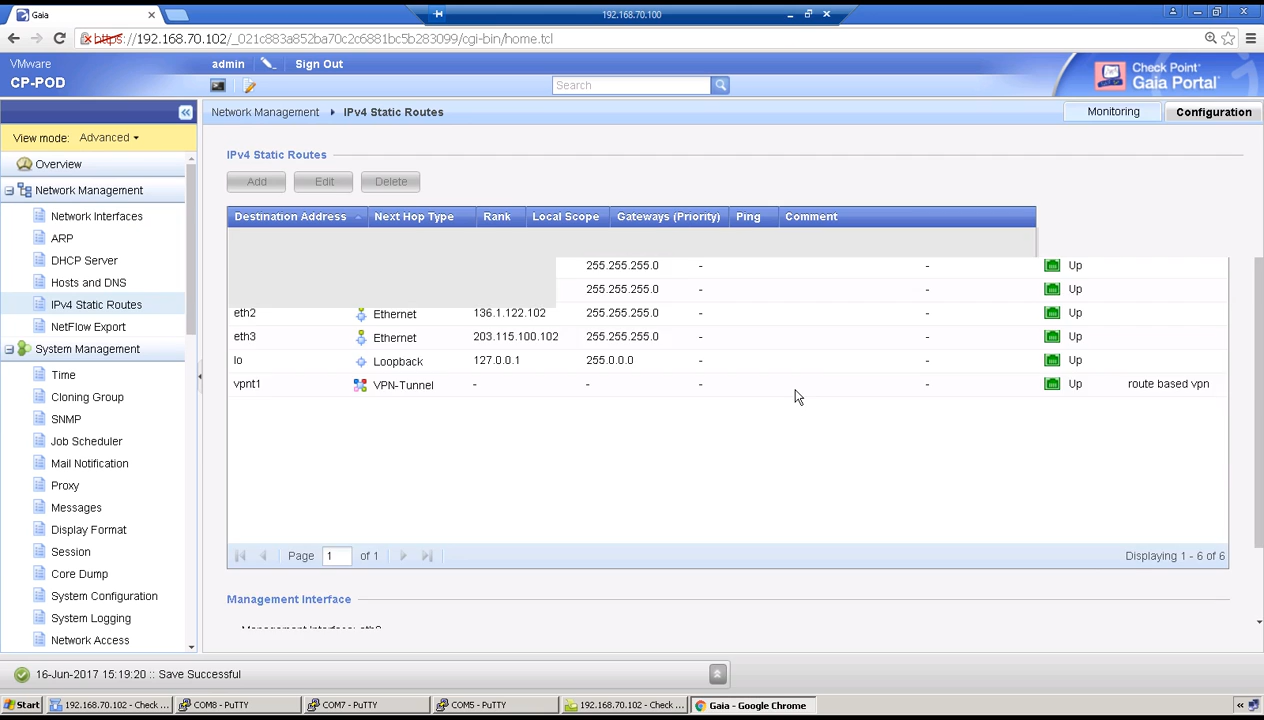 Gaia
192.168.70.100
https://192.168.70.102/_021c883a852ba70c2c6881bc5b283099/cgi-bin/home.tcl
VMware
CP-POD
admin
Sign Out
Search
Check Point
Gaia Portal
Network Management
IPv4 Static Routes
Monitoring
Configuration
View mode: Advanced
Overview
Network Management
Network Interfaces
ARP
DHCP Server
Hosts and DNS
IPv4 Static Routes
NetFlow Export
System Management
Time
Cloning Group
SNMP
Job Scheduler
Mail Notification
Proxy
Messages
Display Format
Session
Core Dump
System Configuration
System Logging
Network Access
IPv4 Static Routes
Add Edit Delete
Destination Address Next Hop Type Rank Local Scope Gateways (Priority) Ping Comment
255.255.255.0 - - Up
255.255.255.0 - - Up
eth2 Ethernet 136.1.122.102 255.255.255.0 - - Up
eth3 Ethernet 203.115.100.102 255.255.255.0 - - Up
lo Loopback 127.0.0.1 255.0.0.0 - - Up
vpnt1 VPN-Tunnel - - - - Up route based vpn
Page 1 of 1
Displaying 1 - 6 of 6
Management Interface
Management Interface:
16-Jun-2017 15:19:20 :: Save Successful
Start
192.168.70.102 - Check ...
COM8 - PuTTY
COM7 - PuTTY
COM5 - PuTTY
192.168.70.102 - Check ...
Gaia - Google Chrome